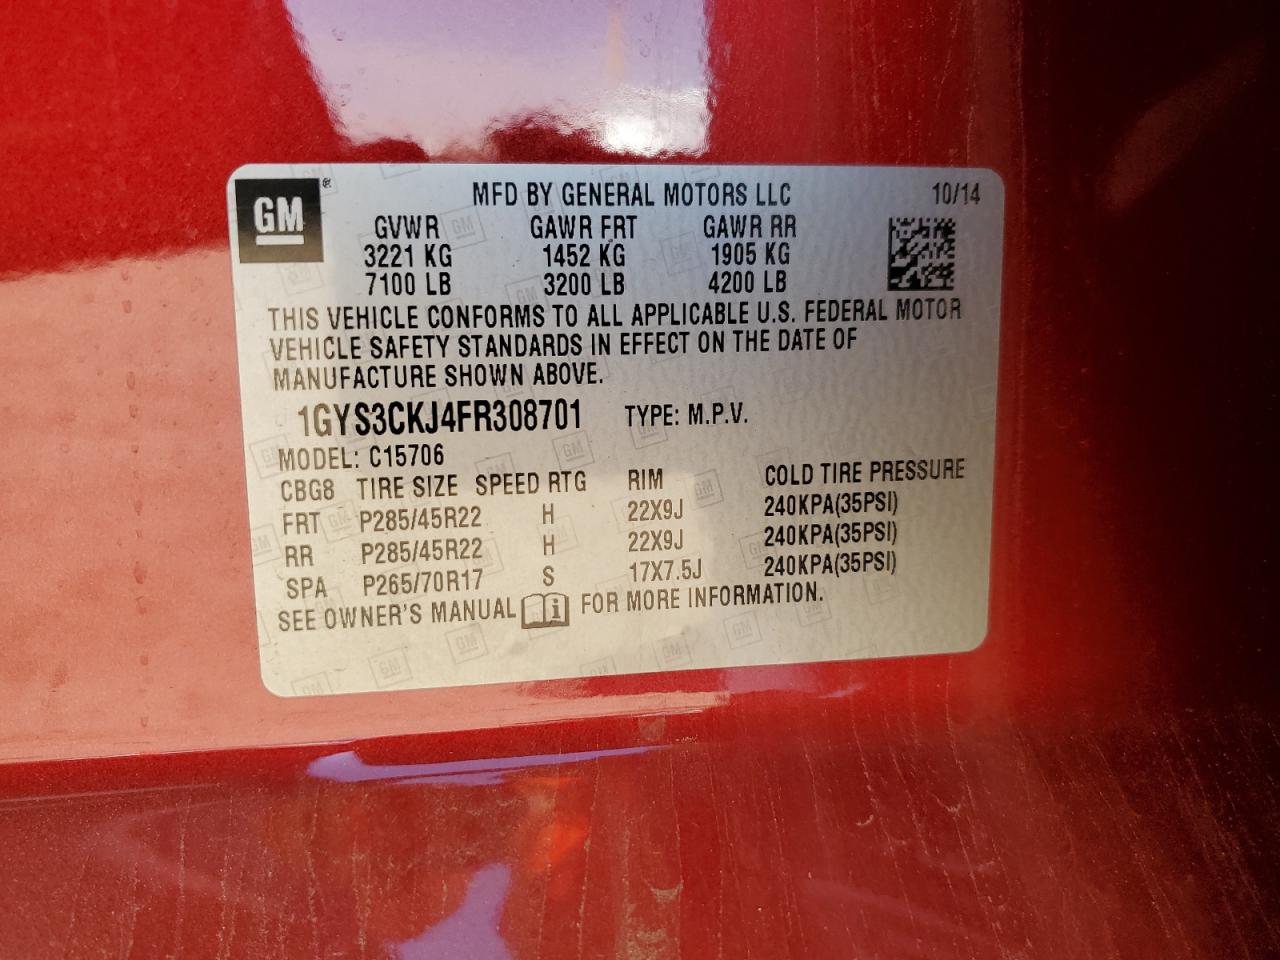 GM ® MFD BY GENERAL MOTORS LLC 10/14
GVWR GAWR FRT GAWR RR
3221 KG 1452 KG 1905 KG
7100 LB 3200 LB 4200 LB
THIS VEHICLE CONFORMS TO ALL APPLICABLE U.S. FEDERAL MOTOR
VEHICLE SAFETY STANDARDS IN EFFECT ON THE DATE OF
MANUFACTURE SHOWN ABOVE.
1GYS3CKJ4FR308701 TYPE: M.P.V.
MODEL: C15706
CBG8 TIRE SIZE SPEED RTG RIM COLD TIRE PRESSURE
FRT P285/45R22 H 22X9J 240KPA(35PSI)
RR P285/45R22 H 22X9J 240KPA(35PSI)
SPA P265/70R17 S 17X7.5J 240KPA(35PSI)
SEE OWNER'S MANUAL i FOR MORE INFORMATION.